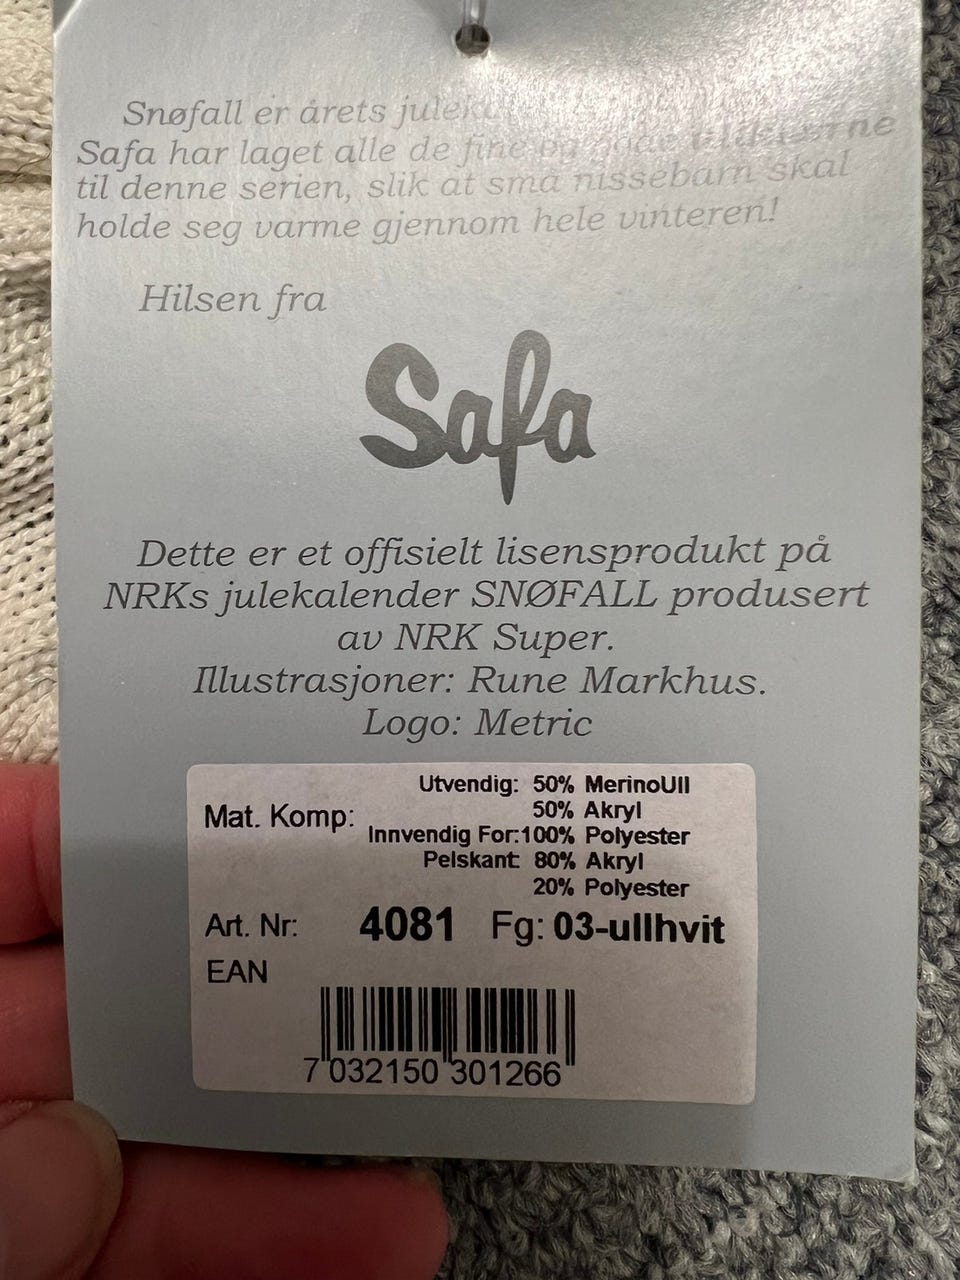 Snøfall er årets
Safa har laget alle de fine og gode
til denne serien, slik at små nissebarn skal
holde seg varme gjennom hele vinteren!
Hilsen fra
Safa
Dette er et offisielt lisensprodukt på
NRKs julekalender SNØFALL produsert
av NRK Super.
Illustrasjoner: Rune Markhus.
Logo: Metric
Utvendig: 50% MerinoUll
Mat. Komp: 50% Akryl
Innvendig For:100% Polyester
Pelskant: 80% Akryl
20% Polyester
Art. Nr: 4081 Fg: 03-ullhvit
EAN
7 032150 301266